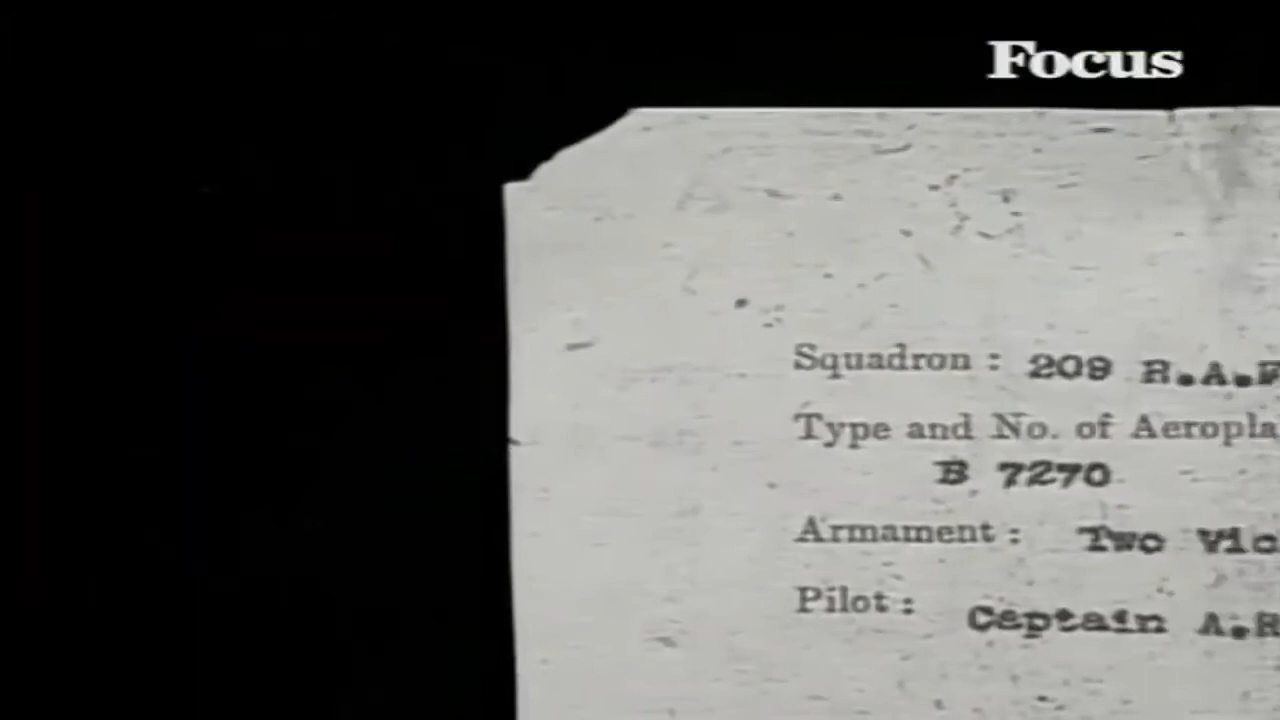 Focus
Squadron : 209 R.A.F
Type and No. of Aeropla
B 7270
Armament : Two Vic
Pilot : Captain A.R